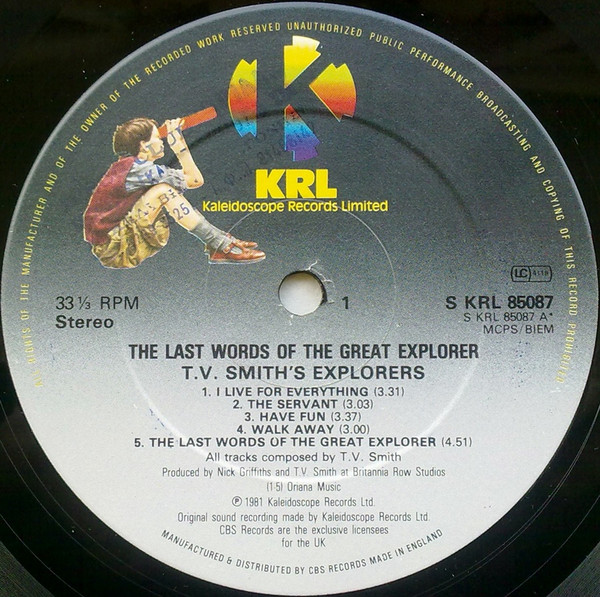 ALL RIGHTS OF THE MANUFACTURER AND OF THE OWNER OF THE RECORDED WORK RESERVED UNAUTHORIZED PUBLIC PERFORMANCE BROADCASTING AND COPYING OF THIS RECORD PROHIBITED
K
KRL
Kaleidoscope Records Limited
25
LC
33⅓ RPM
Stereo
1
S KRL 85087
S KRL 85087 A*
MCPS/BIEM
THE LAST WORDS OF THE GREAT EXPLORER
T.V. SMITH'S EXPLORERS
1. I LIVE FOR EVERYTHING (3.31)
2. THE SERVANT (3.03)
3. HAVE FUN (3.37)
4. WALK AWAY (3.00)
5. THE LAST WORDS OF THE GREAT EXPLORER (4.51)
All tracks composed by T.V. Smith
Produced by Nick Griffiths and T.V. Smith at Britannia Row Studios
(1-5) Oriana Music
℗ 1981 Kaleidoscope Records Ltd.
Original sound recording made by Kaleidoscope Records Ltd.
CBS Records are the exclusive licensees
for the UK
MANUFACTURED & DISTRIBUTED BY CBS RECORDS MADE IN ENGLAND